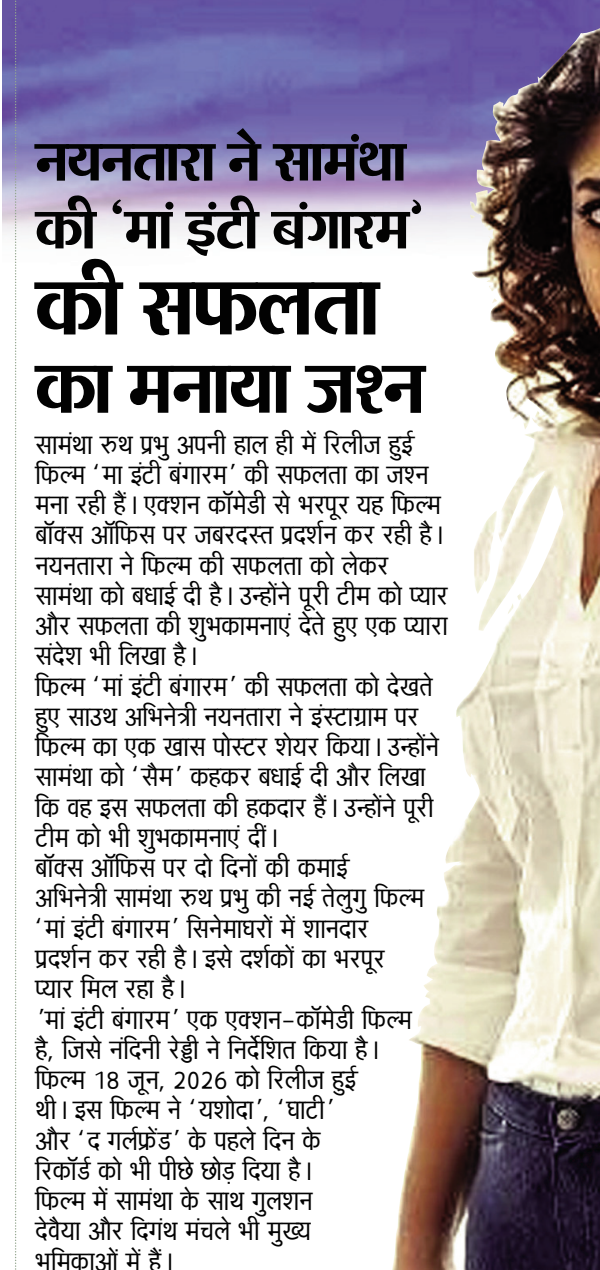 नयनतारा ने सामंथा
की ‘मां इंटी बंगारम’
की सफलता
का मनाया जश्न
सामंथा रुथ प्रभु अपनी हाल ही में रिलीज हुई
फिल्म ‘मा इंटी बंगारम’ की सफलता का जश्न
मना रही हैं। एक्शन कॉमेडी से भरपूर यह फिल्म
बॉक्स ऑफिस पर जबरदस्त प्रदर्शन कर रही है।
नयनतारा ने फिल्म की सफलता को लेकर
सामंथा को बधाई दी है। उन्होंने पूरी टीम को प्यार
और सफलता की शुभकामनाएं देते हुए एक प्यारा
संदेश भी लिखा है।
फिल्म ‘मां इंटी बंगारम’ की सफलता को देखते
हुए साउथ अभिनेत्री नयनतारा ने इंस्टाग्राम पर
फिल्म का एक खास पोस्टर शेयर किया। उन्होंने
सामंथा को ‘सैम’ कहकर बधाई दी और लिखा
कि वह इस सफलता की हकदार हैं। उन्होंने पूरी
टीम को भी शुभकामनाएं दीं।
बॉक्स ऑफिस पर दो दिनों की कमाई
अभिनेत्री सामंथा रुथ प्रभु की नई तेलुगु फिल्म
‘मां इंटी बंगारम’ सिनेमाघरों में शानदार
प्रदर्शन कर रही है। इसे दर्शकों का भरपूर
प्यार मिल रहा है।
’मां इंटी बंगारम’ एक एक्शन-कॉमेडी फिल्म
है, जिसे नंदिनी रेड्डी ने निर्देशित किया है।
फिल्म 18 जून, 2026 को रिलीज हुई
थी। इस फिल्म ने ‘यशोदा’, ‘घाटी’
और ‘द गर्लफ्रेंड’ के पहले दिन के
रिकॉर्ड को भी पीछे छोड़ दिया है।
फिल्म में सामंथा के साथ गुलशन
देवैया और दिगंथ मंचले भी मुख्य
भूमिकाओं में हैं।